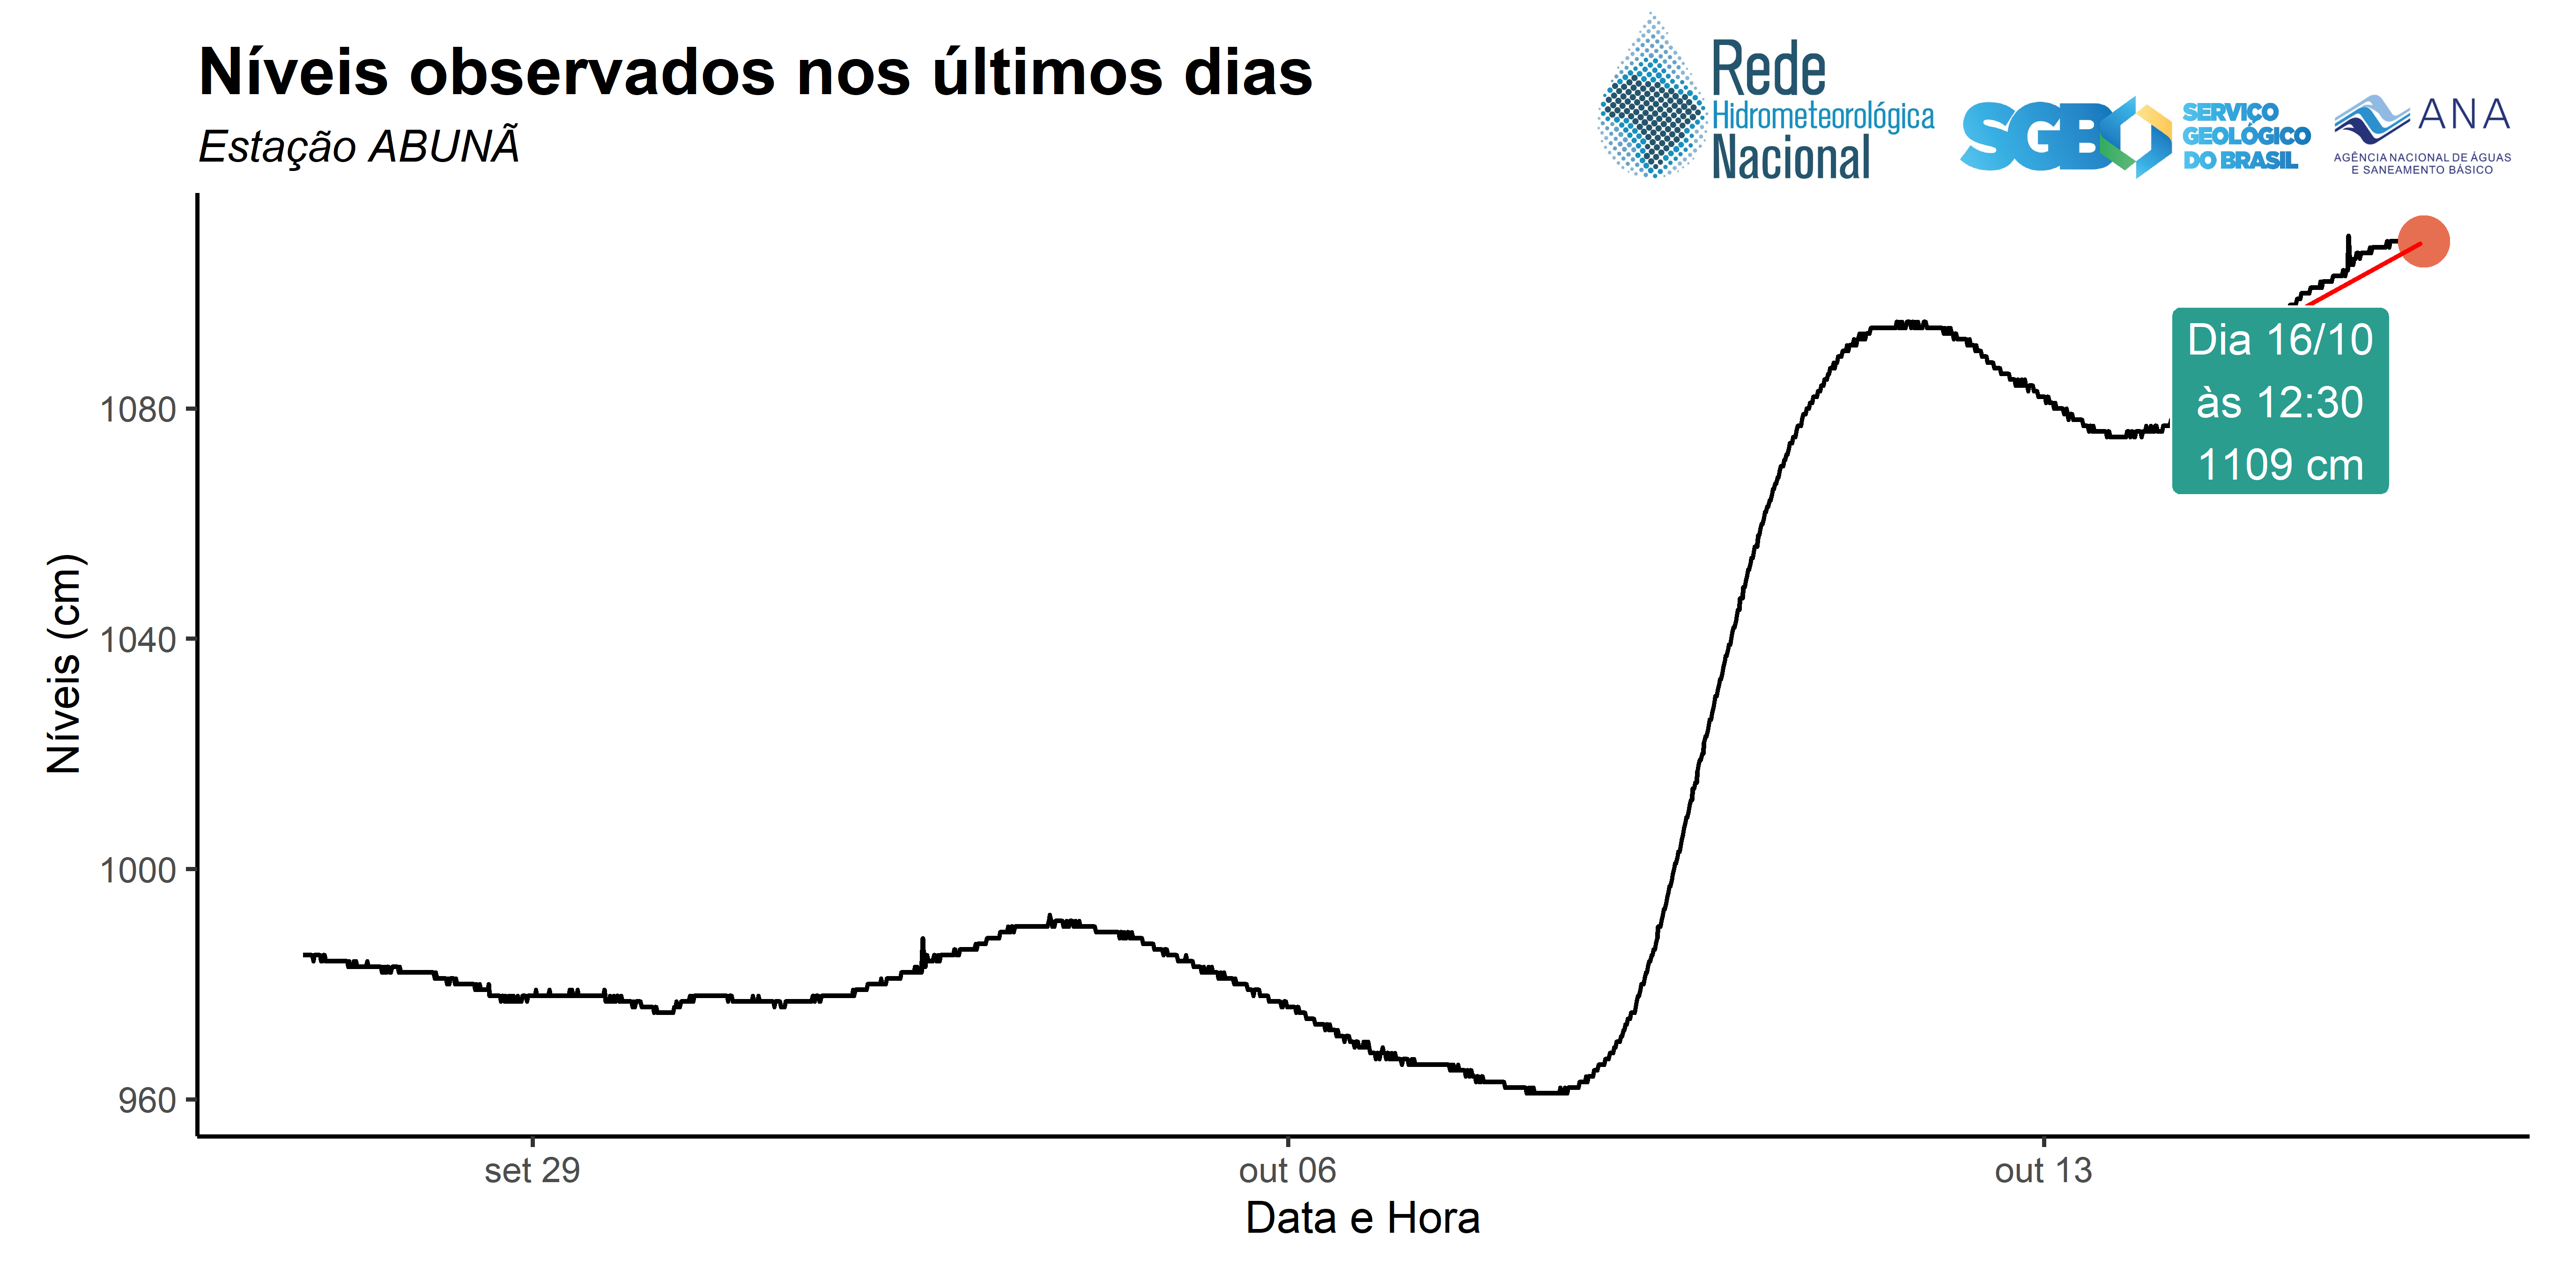 Níveis observados nos últimos dias
Estação ABUNÃ
Rede
Hidrometeorológica
Nacional
SGB
SERVIÇO
GEOLÓGICO
DO BRASIL
ANA
AGÊNCIA NACIONAL DE ÁGUAS
E SANEAMENTO BÁSICO
Dia 16/10
às 12:30
1109 cm
Níveis (cm)
1080
1040
1000
960
set 29
out 06
out 13
Data e Hora